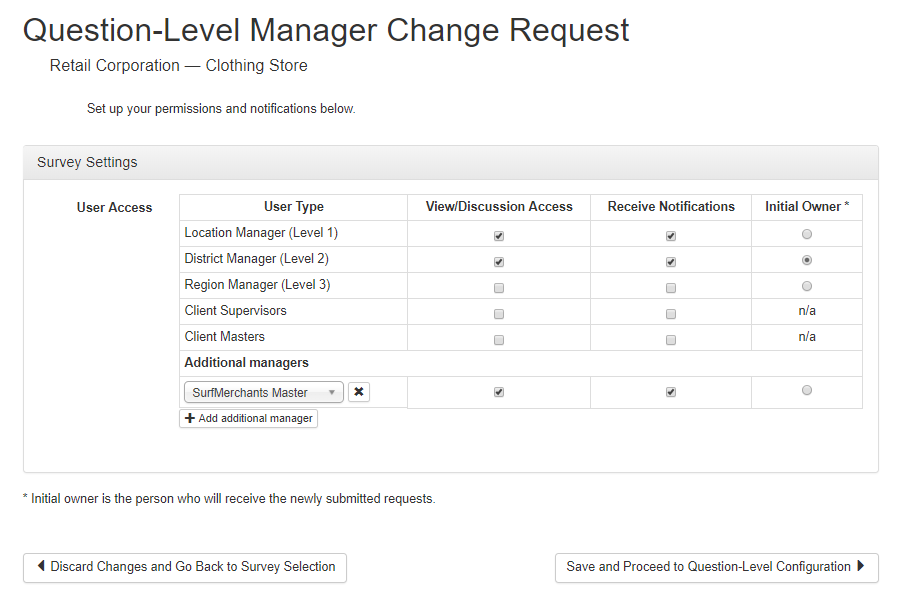 Question-Level Manager Change Request
Retail Corporation — Clothing Store
Set up your permissions and notifications below.
Survey Settings
User Access
User Type View/Discussion Access Receive Notifications Initial Owner *
Location Manager (Level 1)
District Manager (Level 2)
Region Manager (Level 3)
Client Supervisors n/a
Client Masters n/a
Additional managers
SurfMerchants Master
Add additional manager
* Initial owner is the person who will receive the newly submitted requests.
Discard Changes and Go Back to Survey Selection
Save and Proceed to Question-Level Configuration